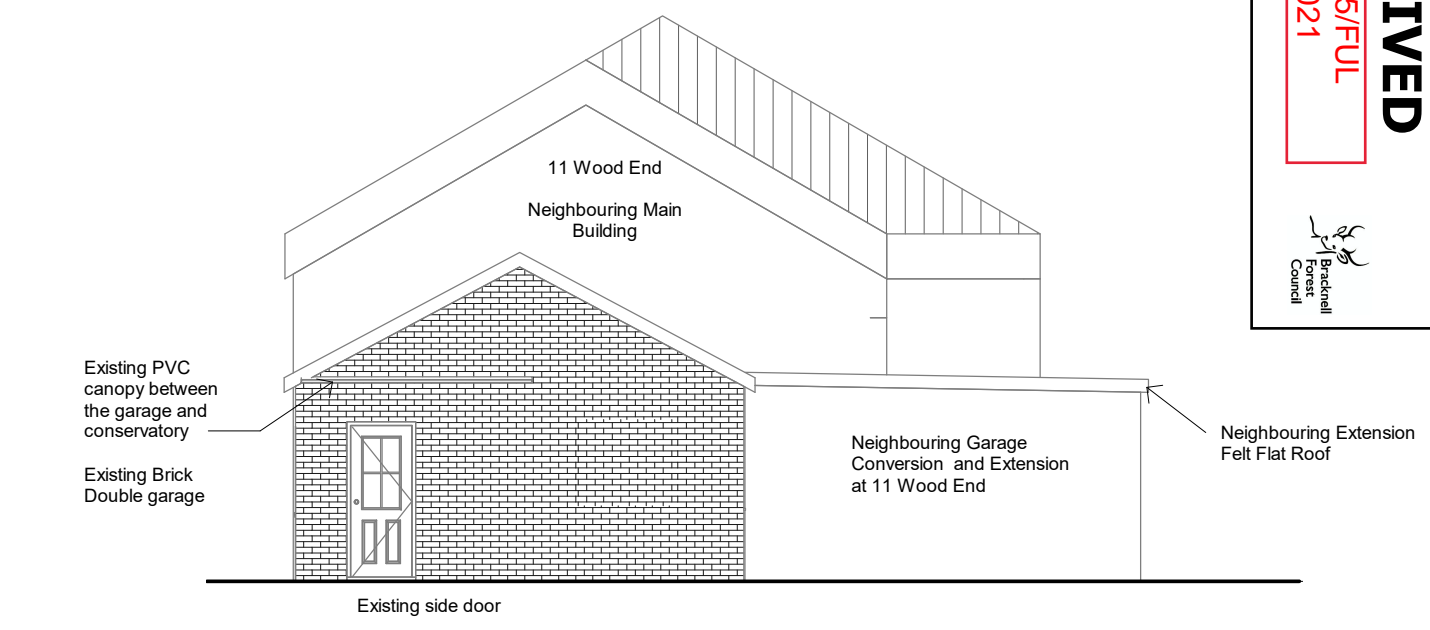 11 Wood End
Neighbouring Main
Building
Existing PVC
canopy between
the garage and
conservatory
Existing Brick
Double garage
Neighbouring Garage
Conversion and Extension
at 11 Wood End
Neighbouring Extension
Felt Flat Roof
Existing side door
IVED
5/FUL
021
Bracknell
Forest
Council